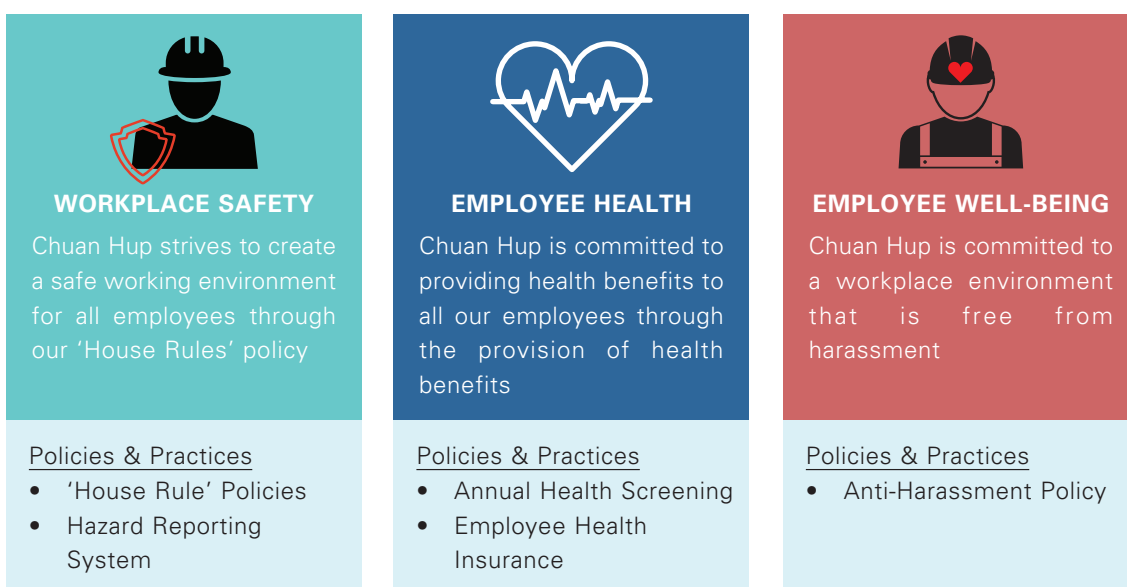 WORKPLACE SAFETY
Chuan Hup strives to create
a safe working environment
for all employees through
our ‘House Rules’ policy
Policies & Practices
• ‘House Rule’ Policies
• Hazard Reporting
System
EMPLOYEE HEALTH
Chuan Hup is committed to
providing health benefits to
all our employees through
the provision of health
benefits
Policies & Practices
• Annual Health Screening
• Employee Health
Insurance
EMPLOYEE WELL-BEING
Chuan Hup is committed to
a workplace environment
that is free from
harassment
Policies & Practices
• Anti-Harassment Policy